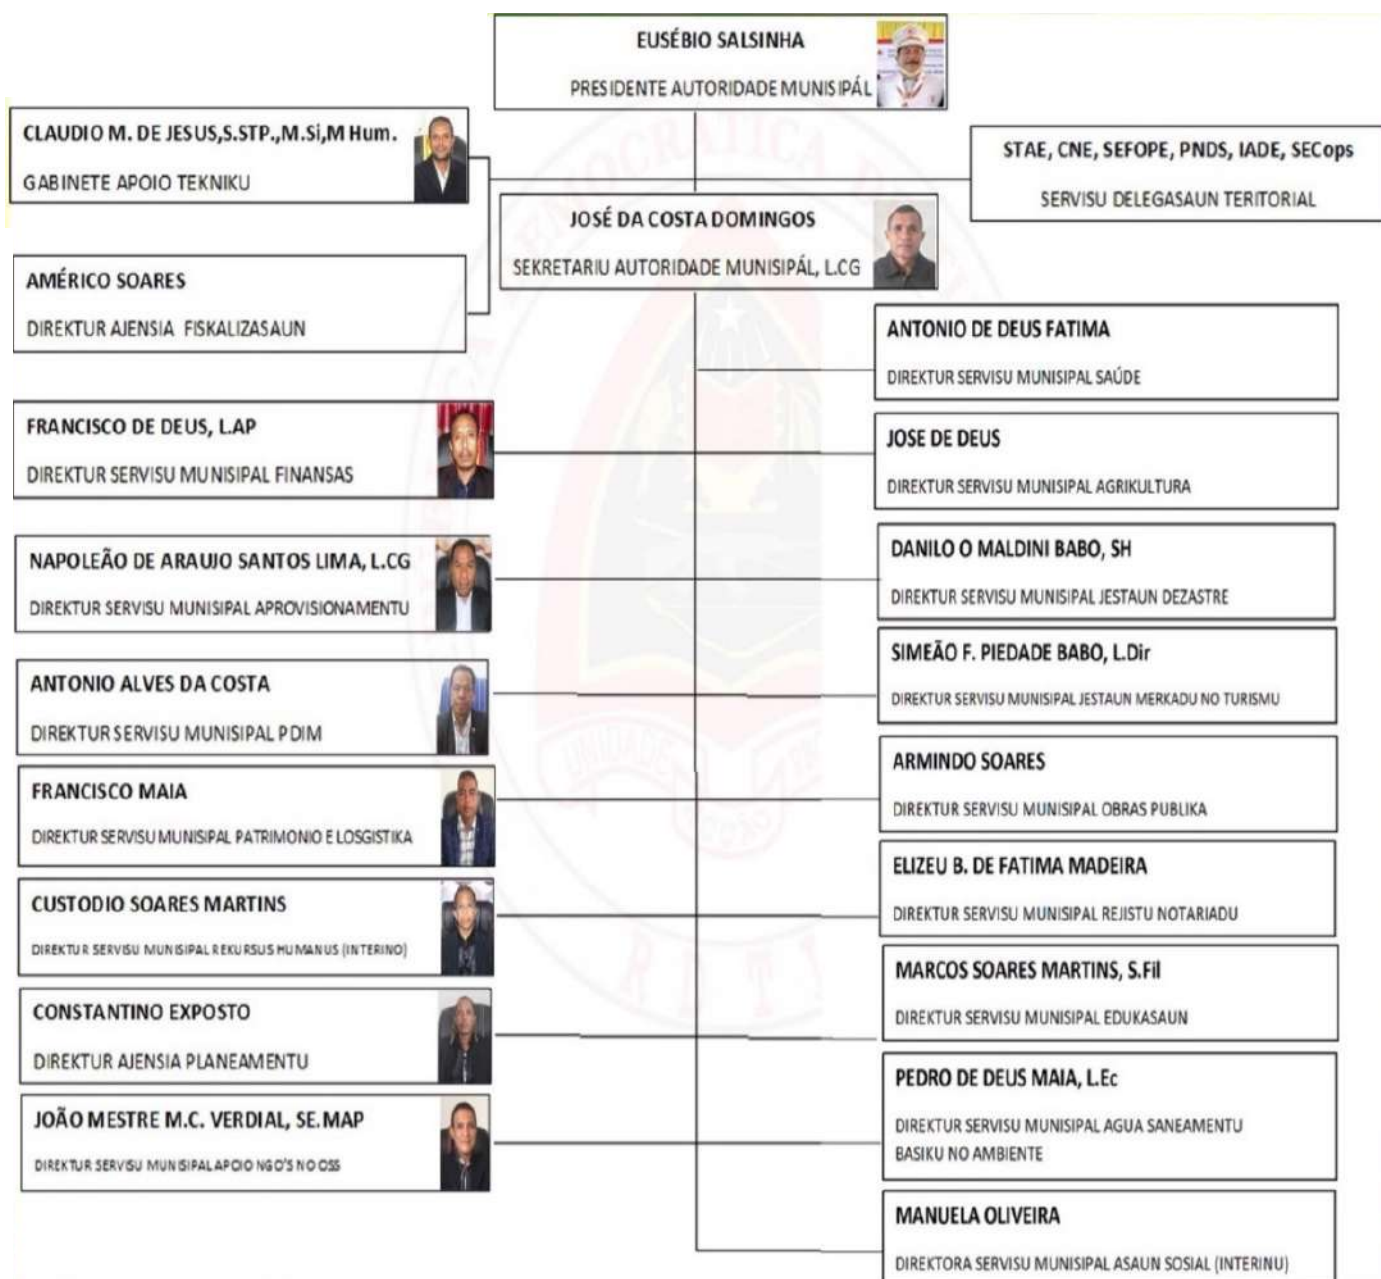 EUSÉBIO SALSINHA
PRESIDENTE AUTORIDADE MUNISIPÁL
CLAUDIO M. DE JESUS,S.STP.,M.Si,M Hum.
GABINETE APOIO TEKNIKU
STAE, CNE, SEFOPE, PNDS, IADE, SECops
SERVISU DELEGASAUN TERITORIAL
JOSÉ DA COSTA DOMINGOS
SEKRETARIU AUTORIDADE MUNISIPÁL, L.CG
AMÉRICO SOARES
DIREKTUR AJENSIA FISKALIZASAUN
ANTONIO DE DEUS FATIMA
DIREKTUR SERVISU MUNISIPAL SAÚDE
FRANCISCO DE DEUS, L.AP
DIREKTUR SERVISU MUNISIPAL FINANSAS
JOSE DE DEUS
DIREKTUR SERVISU MUNISIPAL AGRIKULTURA
NAPOLEÃO DE ARAUJO SANTOS LIMA, L.CG
DIREKTUR SERVISU MUNISIPAL APROVISIONAMENTU
DANILO O MALDINI BABO, SH
DIREKTUR SERVISU MUNISIPAL JESTAUN DEZASTRE
ANTONIO ALVES DA COSTA
DIREKTUR SERVISU MUNISIPAL PDIM
SIMEÃO F. PIEDADE BABO, L.Dir
DIREKTUR SERVISU MUNISIPAL JESTAUN MERKADU NO TURISMU
FRANCISCO MAIA
DIREKTUR SERVISU MUNISIPAL PATRIMONIO E LOSGISTIKA
ARMINDO SOARES
DIREKTUR SERVISU MUNISIPAL OBRAS PUBLIKA
CUSTODIO SOARES MARTINS
DIREKTUR SERVISU MUNISIPAL REKURSUS HUMANUS (INTERINO)
ELIZEU B. DE FATIMA MADEIRA
DIREKTUR SERVISU MUNISIPAL REJISTU NOTARIADU
CONSTANTINO EXPOSTO
DIREKTUR AJENSIA PLANEAMENTU
MARCOS SOARES MARTINS, S.Fil
DIREKTUR SERVISU MUNISIPAL EDUKASAUN
JOÃO MESTRE M.C. VERDIAL, SE.MAP
DIREKTUR SERVISU MUNISIPAL APOIO NGO'S NO OSS
PEDRO DE DEUS MAIA, L.Ec
DIREKTUR SERVISU MUNISIPAL AGUA SANEAMENTU
BASIKU NO AMBIENTE
MANUELA OLIVEIRA
DIREKTORA SERVISU MUNISIPAL ASAUN SOSIAL (INTERINU)
UNIDADE
ACÇÃO
R D T